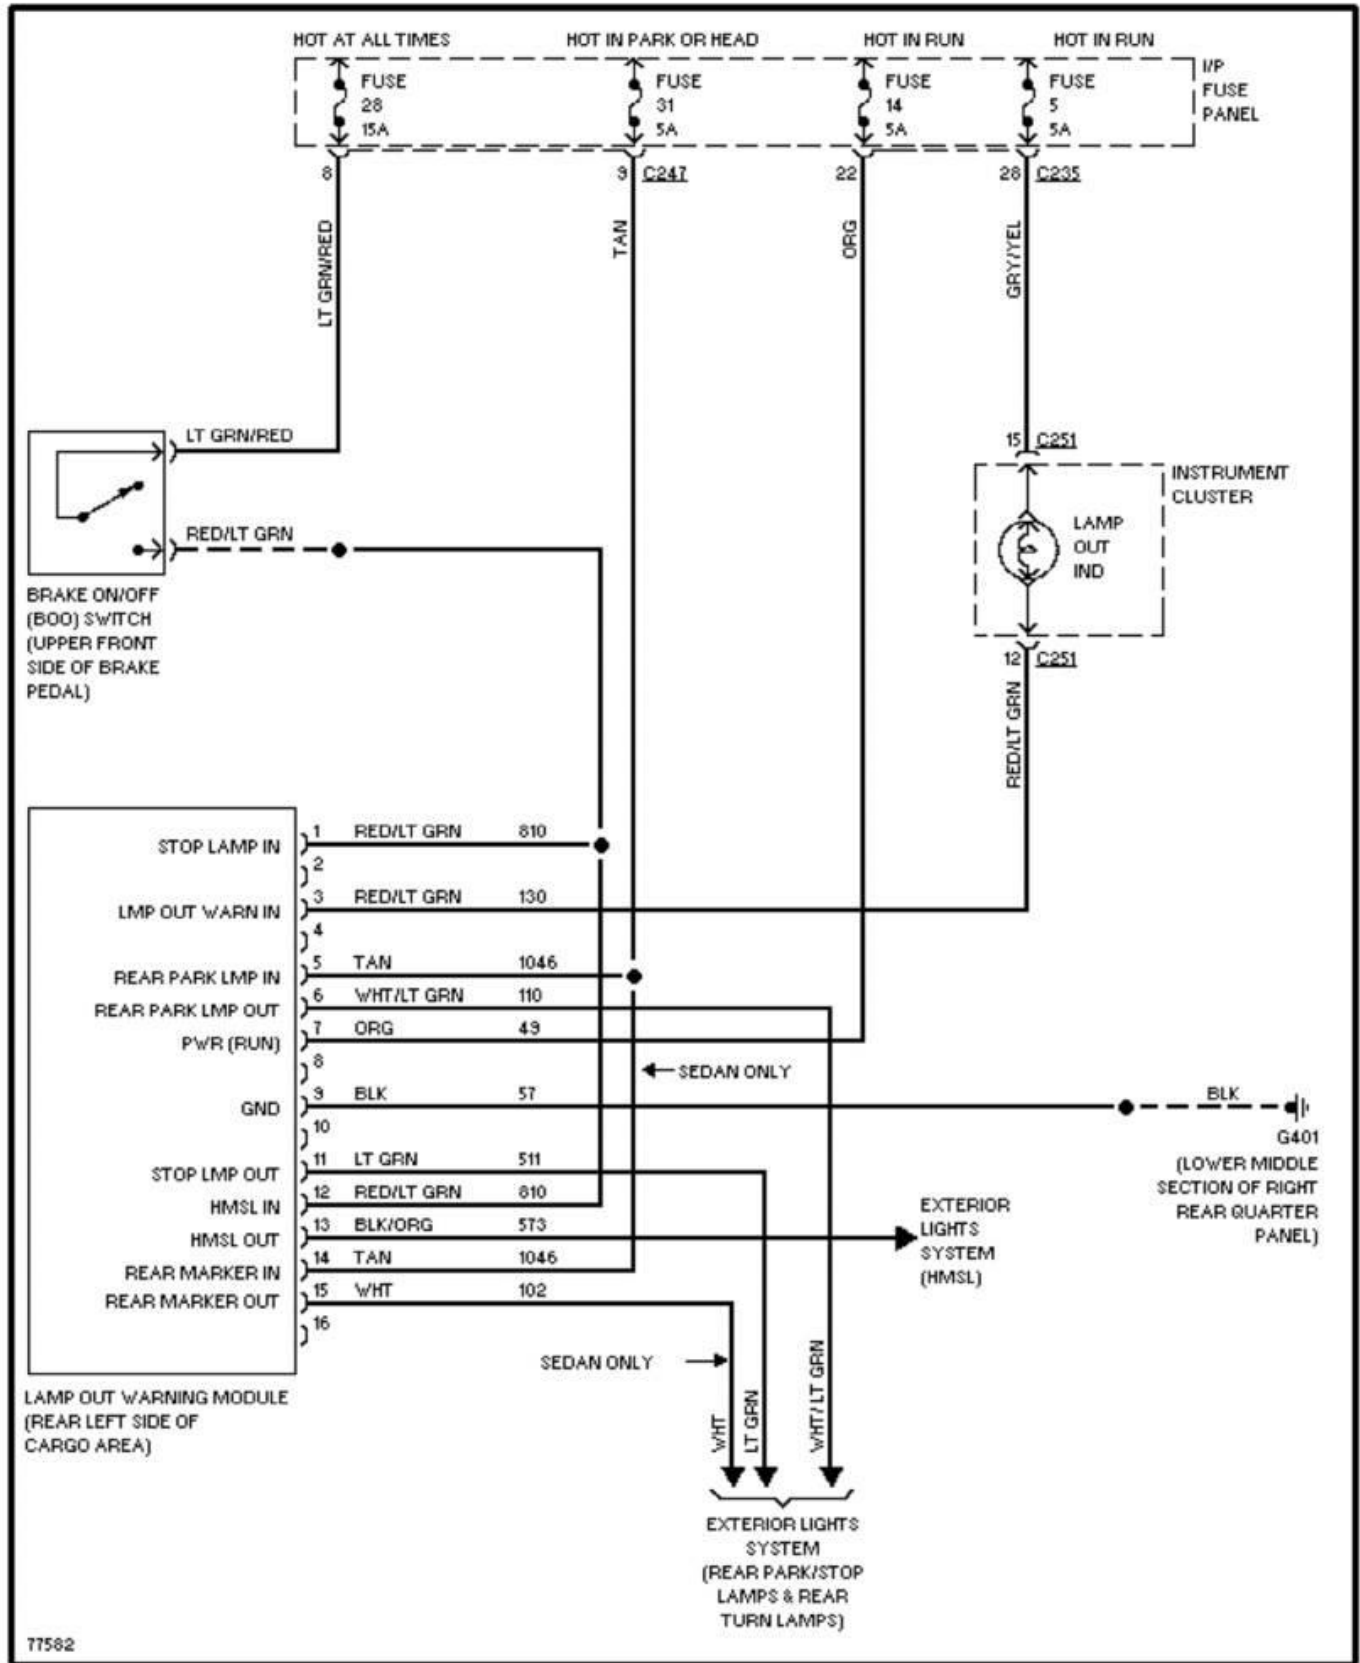 HOT AT ALL TIMES
HOT IN PARK OR HEAD
HOT IN RUN
HOT IN RUN
FUSE
28
15A
FUSE
31
5A
FUSE
14
5A
FUSE
5
5A
I/P
FUSE
PANEL
8
9
C247
22
28
C235
LT GRN/RED
TAN
ORG
GRY/YEL
LT GRN/RED
RED/LT GRN
BRAKE ON/OFF
(BOO) SWITCH
(UPPER FRONT
SIDE OF BRAKE
PEDAL)
15
C251
INSTRUMENT
CLUSTER
LAMP
OUT
IND
12
C251
RED/LT GRN
STOP LAMP IN
1
RED/LT GRN
810
2
LMP OUT WARN IN
3
RED/LT GRN
130
4
REAR PARK LMP IN
5
TAN
1046
REAR PARK LMP OUT
6
WHT/LT GRN
110
PWR (RUN)
7
ORG
49
8
SEDAN ONLY
GND
9
BLK
57
BLK
10
G401
(LOWER MIDDLE
SECTION OF RIGHT
REAR QUARTER
PANEL)
STOP LMP OUT
11
LT GRN
511
HMSL IN
12
RED/LT GRN
810
HMSL OUT
13
BLK/ORG
573
EXTERIOR
LIGHTS
SYSTEM
(HMSL)
REAR MARKER IN
14
TAN
1046
REAR MARKER OUT
15
WHT
102
16
SEDAN ONLY
LAMP OUT WARNING MODULE
(REAR LEFT SIDE OF
CARGO AREA)
WHT
LT GRN
WHT/LT GRN
EXTERIOR LIGHTS
SYSTEM
(REAR PARK/STOP
LAMPS & REAR
TURN LAMPS)
77582